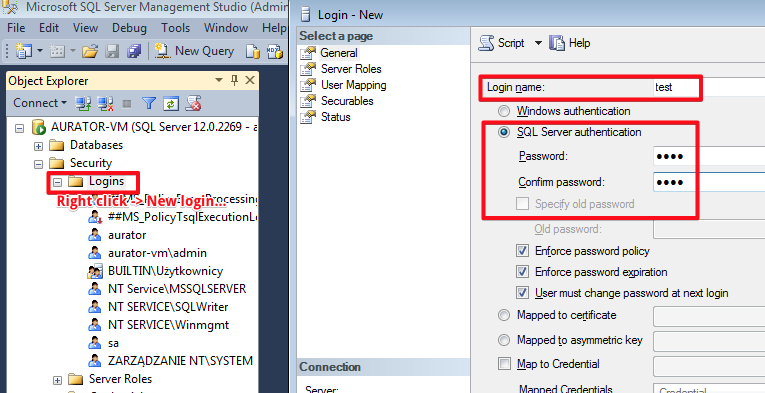 Microsoft SQL Server Management Studio (Admin
File Edit View Debug Tools Window Help
New Query
Object Explorer
Connect
AURATOR-VM (SQL Server 12.0.2269 - a
Databases
Security
Logins
Right click -> New login...
##MS_PolicyTsqlExecutionLo
aurator
aurator-vm\admin
BUILTIN\Użytkownicy
NT Service\MSSQLSERVER
NT SERVICE\SQLWriter
NT SERVICE\Winmgmt
sa
ZARZĄDZANIE NT\SYSTEM
Server Roles
Login - New
Select a page
General
Server Roles
User Mapping
Securables
Status
Connection
Server:
Script Help
Login name: test
Windows authentication
SQL Server authentication
Password: ••••
Confirm password: ••••
Specify old password
Old password:
Enforce password policy
Enforce password expiration
User must change password at next login
Mapped to certificate
Mapped to asymmetric key
Map to Credential
Mapped Credentials Credential